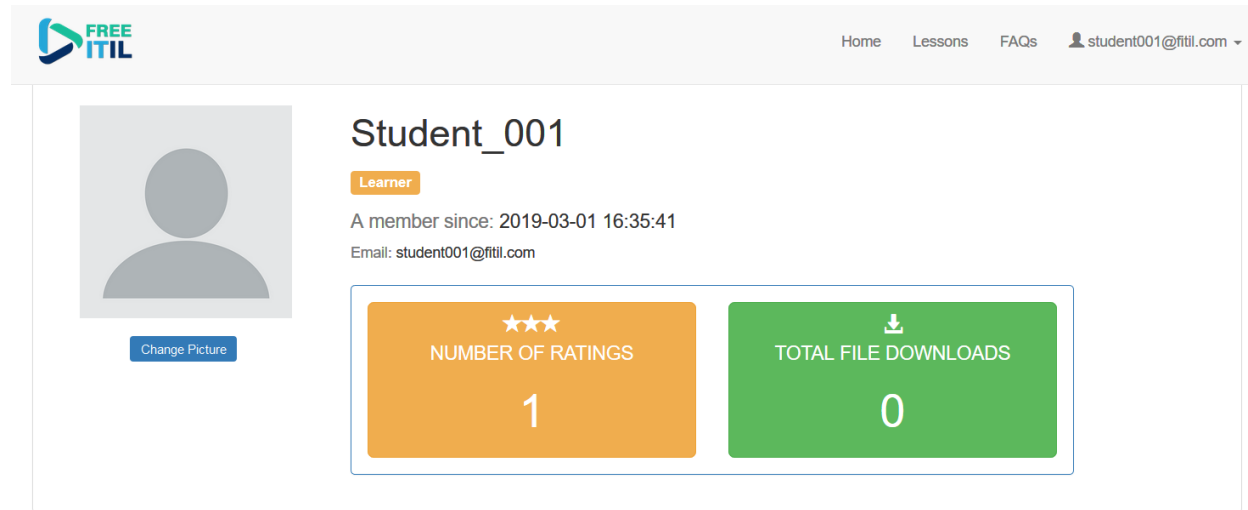 FREE
ITIL
Home Lessons FAQs student001@fitil.com
Student_001
Learner
A member since: 2019-03-01 16:35:41
Email: student001@fitil.com
Change Picture
NUMBER OF RATINGS
1
TOTAL FILE DOWNLOADS
0